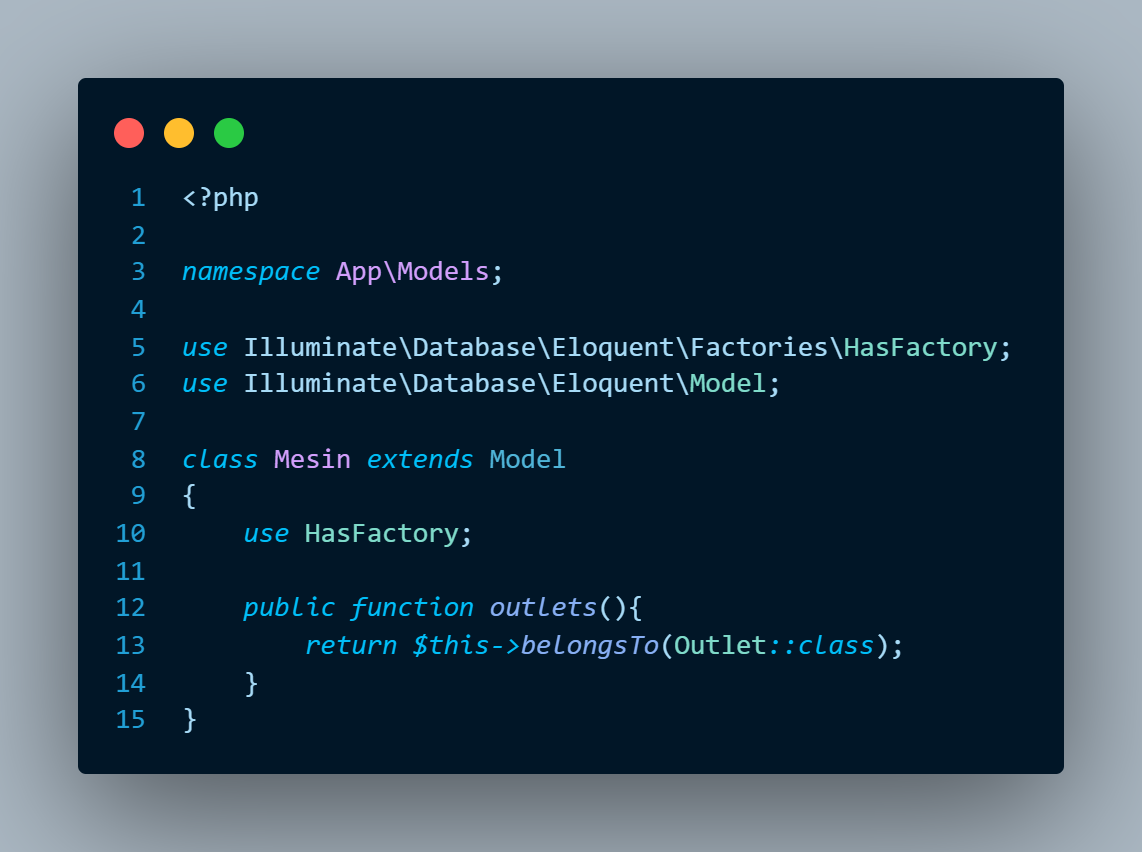 1 <?php
2
3 namespace App\Models;
4
5 use Illuminate\Database\Eloquent\Factories\HasFactory;
6 use Illuminate\Database\Eloquent\Model;
7
8 class Mesin extends Model
9 {
10     use HasFactory;
11
12     public function outlets(){
13         return $this->belongsTo(Outlet::class);
14     }
15 }